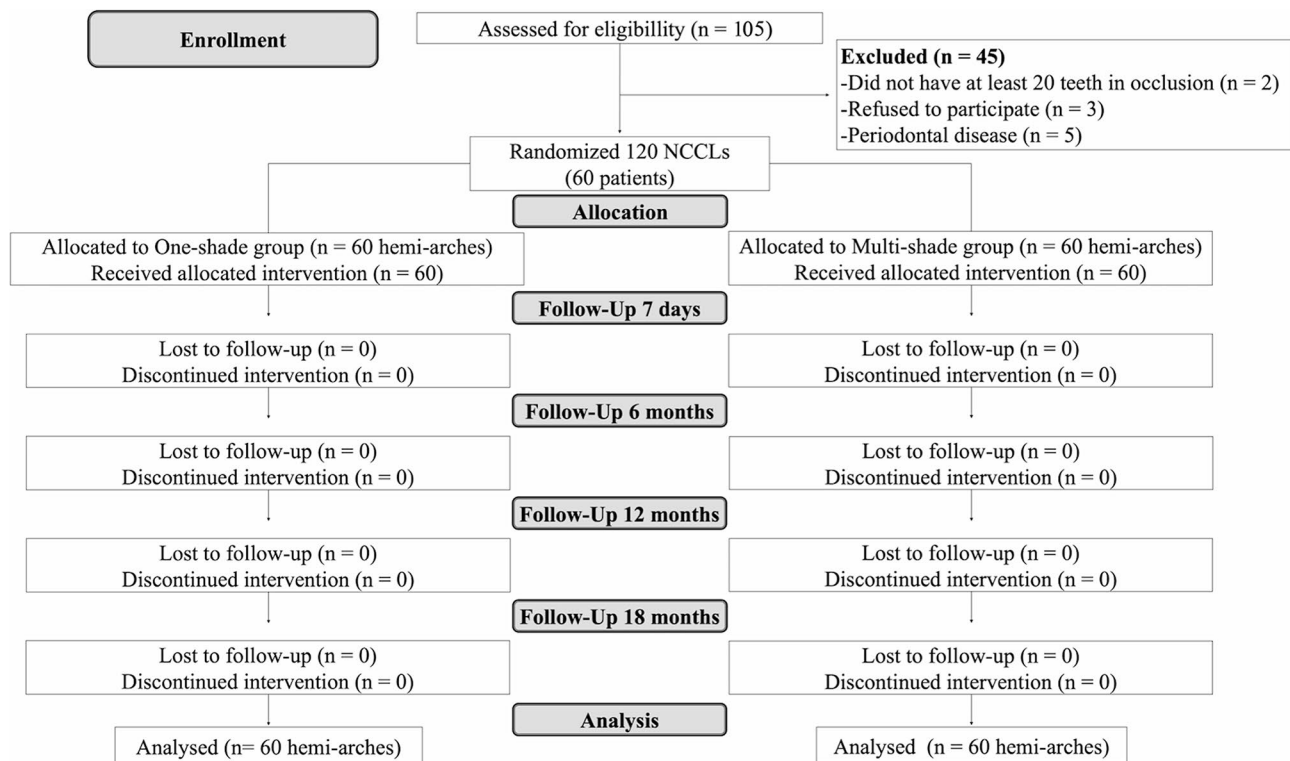 Enrollment
Assessed for eligibillity (n = 105)
Excluded (n = 45)
-Did not have at least 20 teeth in occlusion (n = 2)
-Refused to participate (n = 3)
-Periodontal disease (n = 5)
Randomized 120 NCCLs
(60 patients)
Allocation
Allocated to One-shade group (n = 60 hemi-arches)
Received allocated intervention (n = 60)
Allocated to Multi-shade group (n = 60 hemi-arches)
Received allocated intervention (n = 60)
Follow-Up 7 days
Lost to follow-up (n = 0)
Discontinued intervention (n = 0)
Lost to follow-up (n = 0)
Discontinued intervention (n = 0)
Follow-Up 6 months
Lost to follow-up (n = 0)
Discontinued intervention (n = 0)
Lost to follow-up (n = 0)
Discontinued intervention (n = 0)
Follow-Up 12 months
Lost to follow-up (n = 0)
Discontinued intervention (n = 0)
Lost to follow-up (n = 0)
Discontinued intervention (n = 0)
Follow-Up 18 months
Lost to follow-up (n = 0)
Discontinued intervention (n = 0)
Lost to follow-up (n = 0)
Discontinued intervention (n = 0)
Analysis
Analysed (n= 60 hemi-arches)
Analysed (n = 60 hemi-arches)